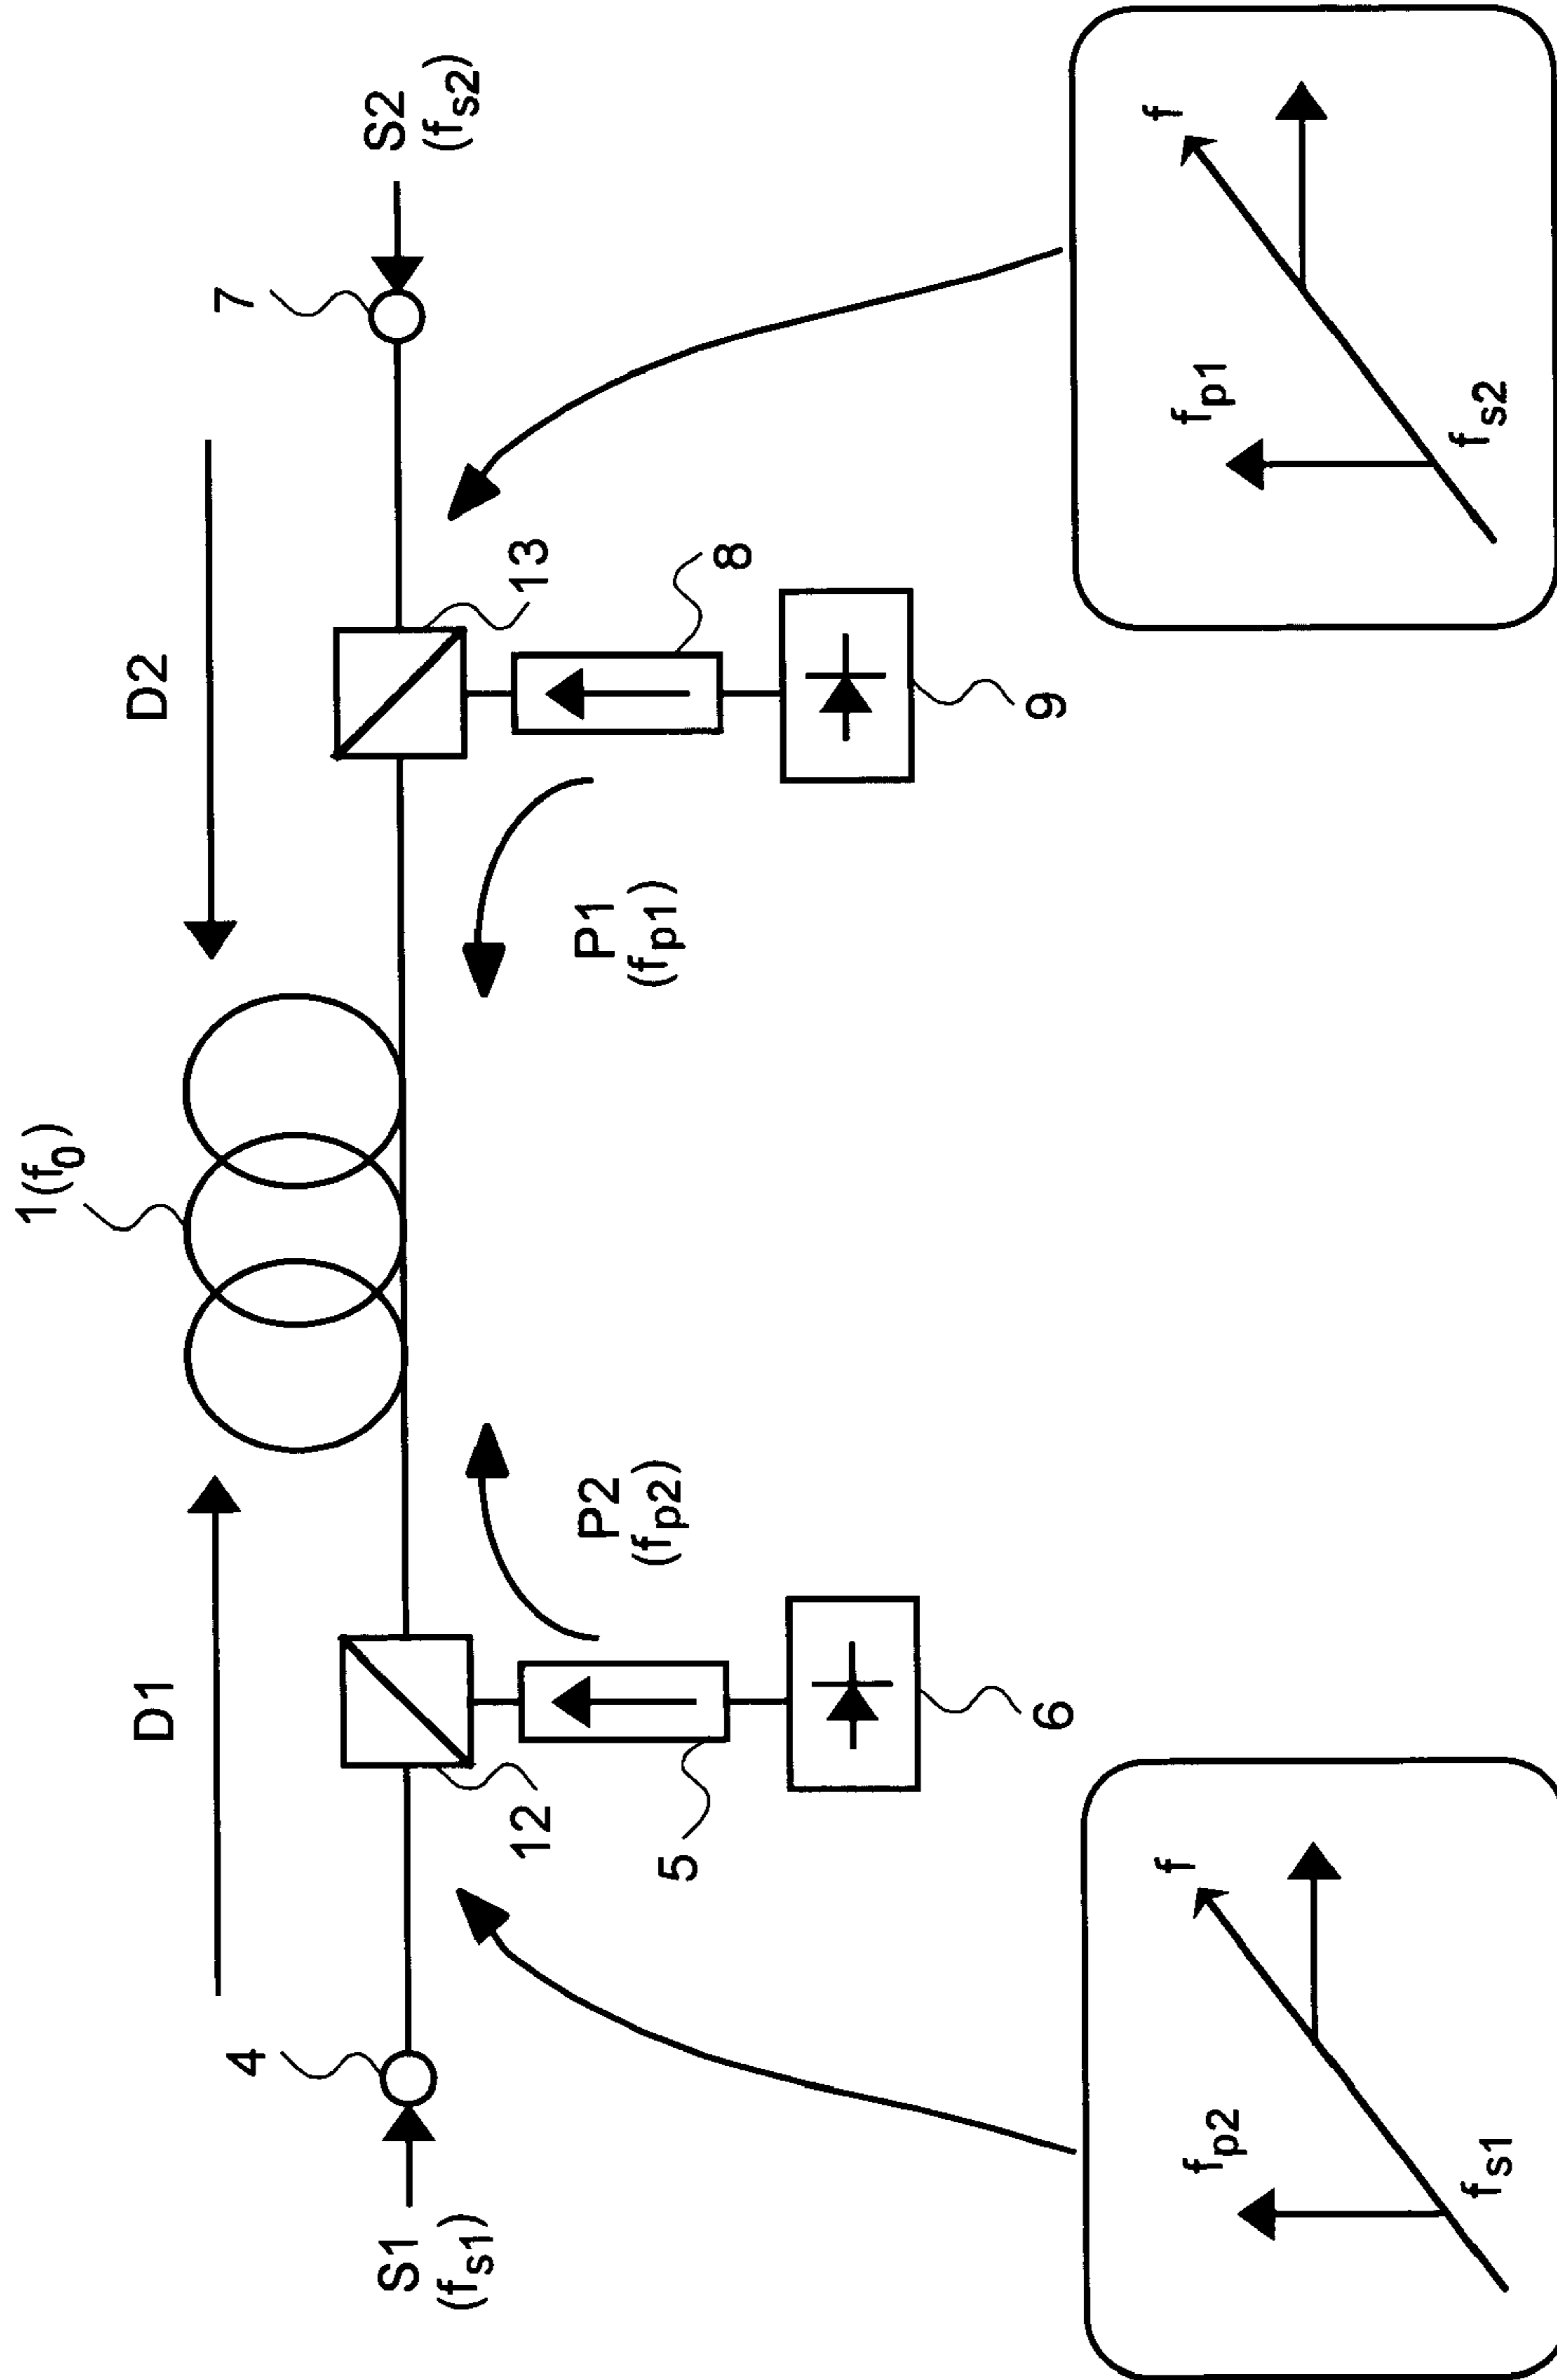 1(f0)
D1
D2
S1
(fs1)
4
12
P2
(fp2)
P1
(fp1)
13
7
S2
(fs2)
5
8
6
9
fp2
f
fs1
fp1
f
fs2